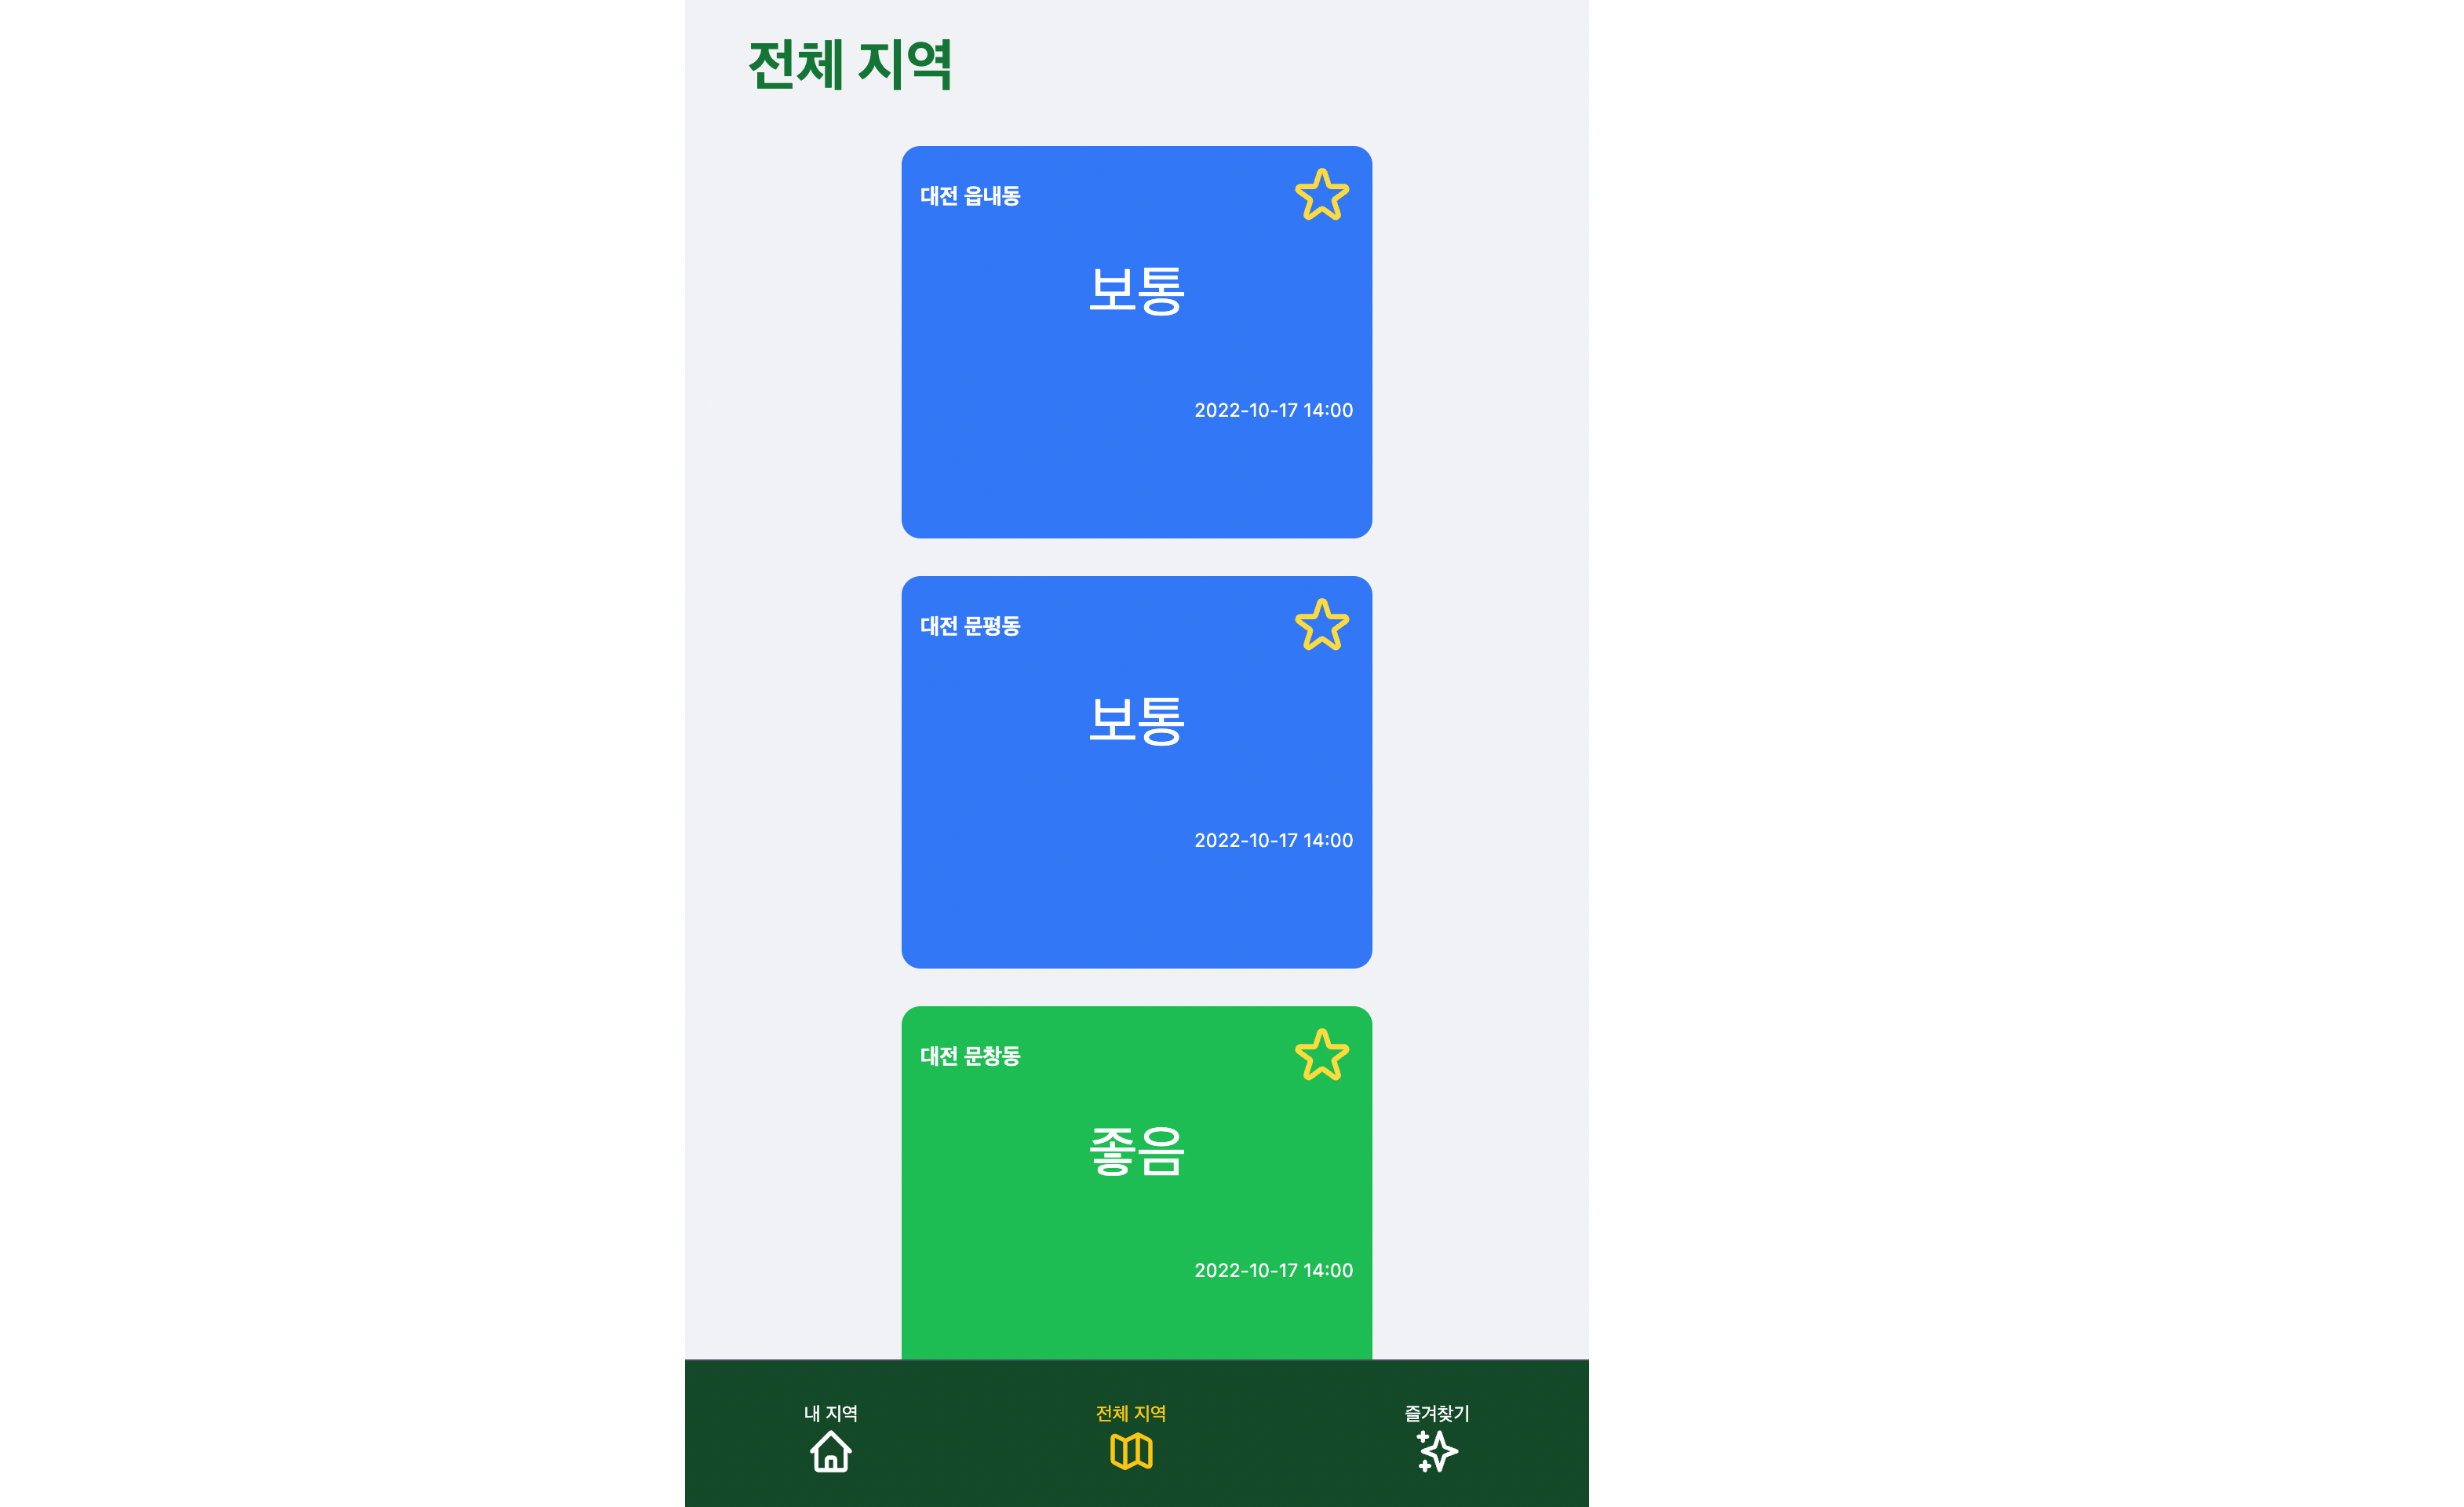 전체 지역
대전 읍내동
보통
2022-10-17 14:00
대전 문평동
보통
2022-10-17 14:00
대전 문창동
좋음
2022-10-17 14:00
내 지역
전체 지역
즐겨찾기